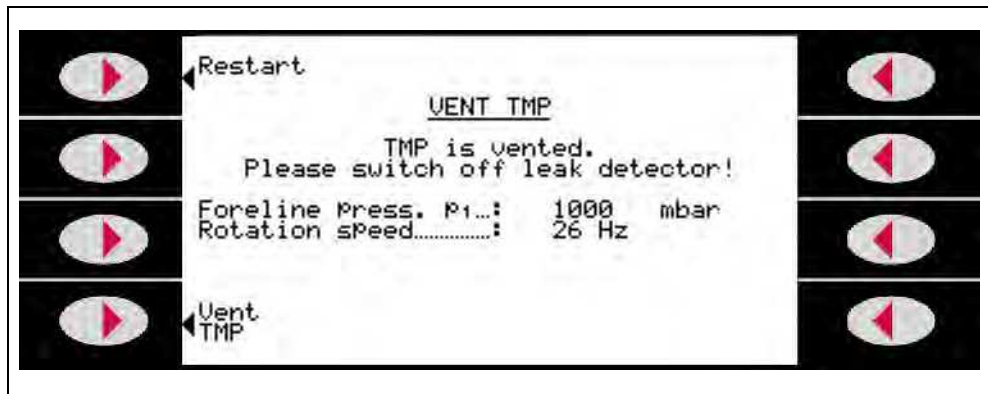 Restart
VENT TMP
TMP is vented.
Please switch off leak detector!
Foreline press. p1…: 1000 mbar
Rotation speed……………: 26 Hz
Vent
TMP